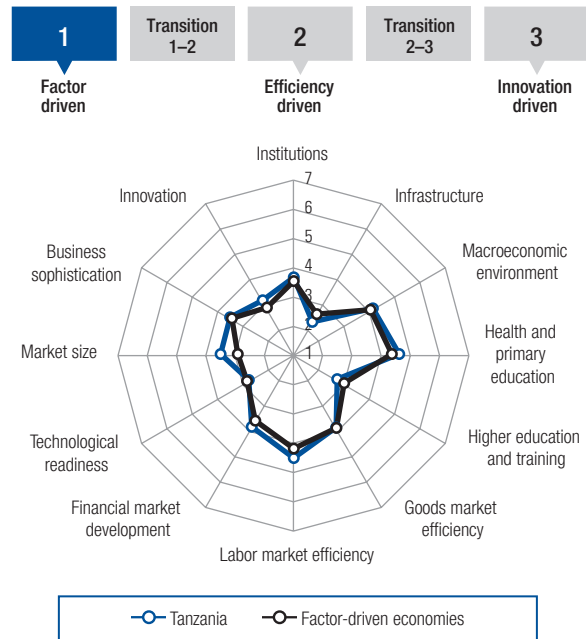 1
Transition
1–2
2
Transition
2–3
3
Factor
driven
Efficiency
driven
Innovation
driven
Institutions
Infrastructure
Macroeconomic
environment
Health and
primary
education
Higher education
and training
Goods market
efficiency
Labor market efficiency
Financial market
development
Technological
readiness
Market size
Business
sophistication
Innovation
7
6
5
4
3
2
1
Tanzania
Factor-driven economies